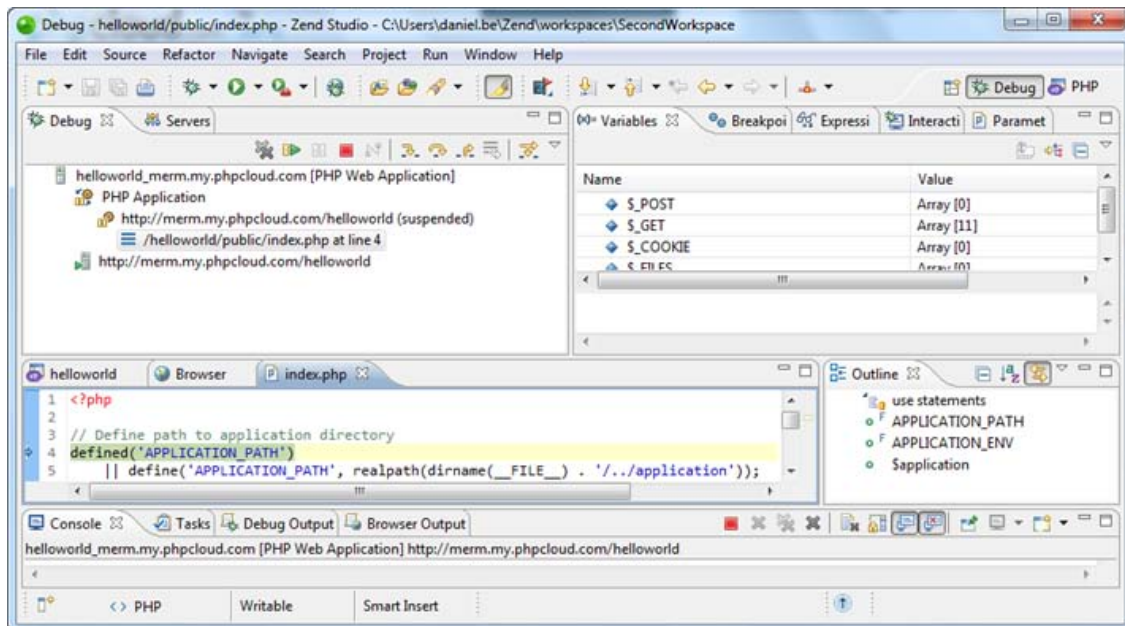 Debug - helloworld/public/index.php - Zend Studio - C:\Users\daniel.be\Zend\workspaces\SecondWorkspace
File Edit Source Refactor Navigate Search Project Run Window Help
Debug PHP
Debug Servers
helloworld_merm.my.phpcloud.com [PHP Web Application]
PHP Application
http://merm.my.phpcloud.com/helloworld (suspended)
/helloworld/public/index.php at line 4
http://merm.my.phpcloud.com/helloworld
Variables Breakpoi Expressi Interacti Paramet
Name Value
$_POST Array [0]
$_GET Array [11]
$_COOKIE Array [0]
$_FILES Array [0]
helloworld Browser index.php
1 <?php
2
3 // Define path to application directory
4 defined('APPLICATION_PATH')
5 || define('APPLICATION_PATH', realpath(dirname(__FILE__) . '/../application'));
Outline
use statements
APPLICATION_PATH
APPLICATION_ENV
$application
Console Tasks Debug Output Browser Output
helloworld_merm.my.phpcloud.com [PHP Web Application] http://merm.my.phpcloud.com/helloworld
<> PHP Writable Smart Insert